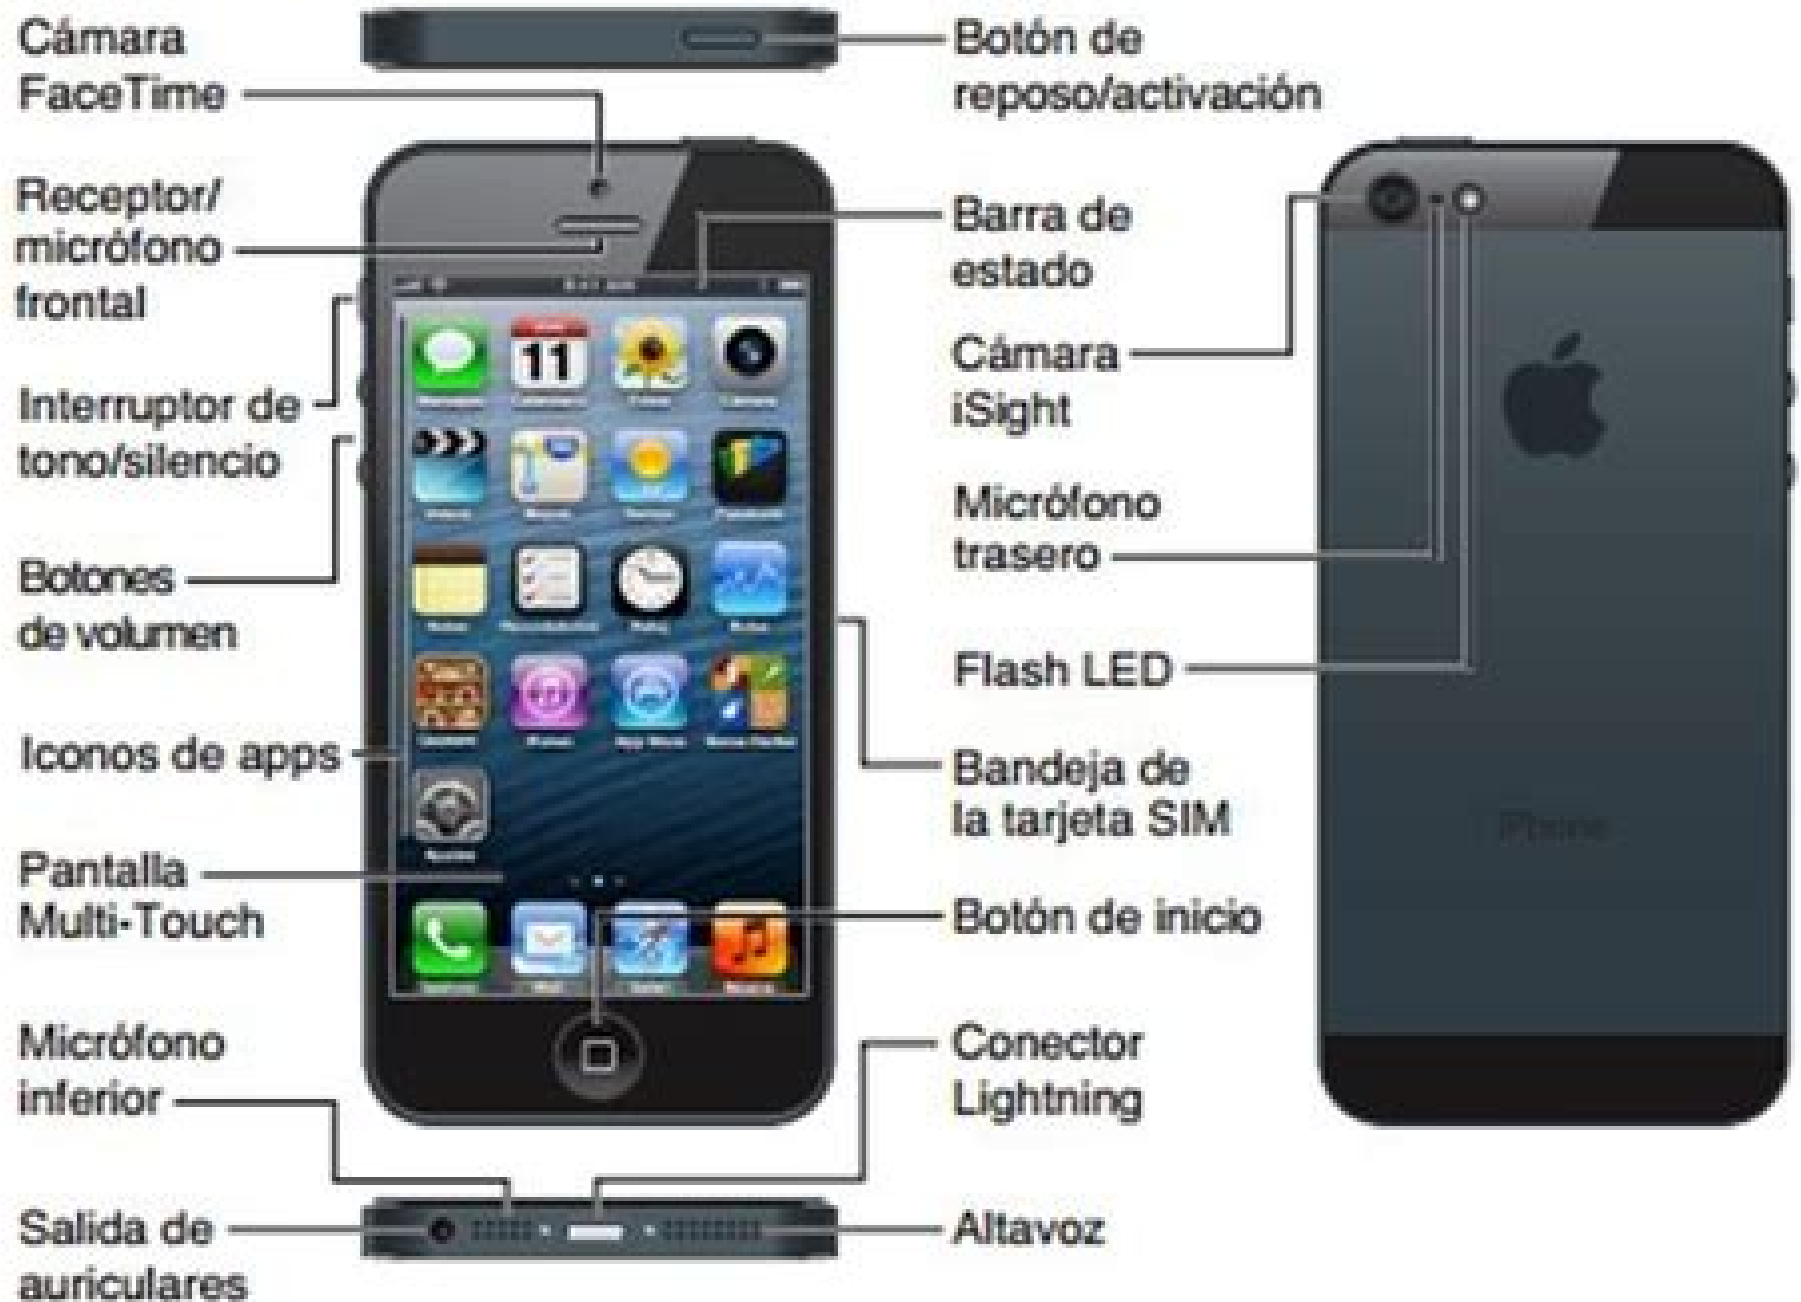 Cámara
FaceTime
Receptor/
micrófono
frontal
Interruptor de
tono/silencio
Botones
de volumen
Iconos de apps
Pantalla
Multi-Touch
Micrófono
inferior
Salida de
auriculares
11
Botón de
reposo/activación
Barra de
estado
Cámara
iSight
Micrófono
trasero
Flash LED
Bandeja de
la tarjeta SIM
Botón de inicio
Conector
Lightning
Altavoz
iPhone